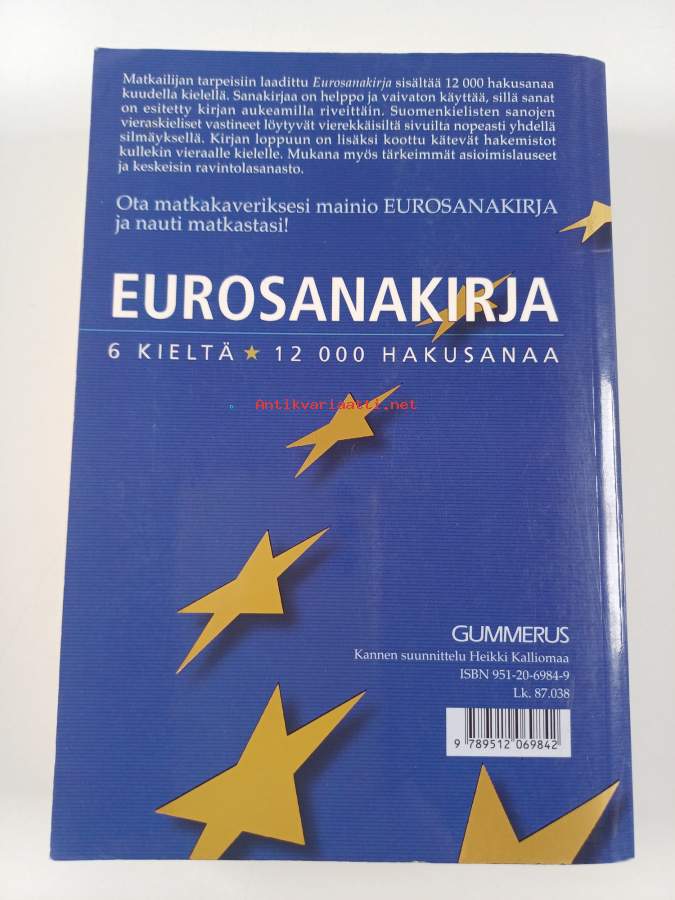 Matkailijan tarpeisiin laadittu Eurosanakirja sisältää 12 000 hakusanaa
kuudella kielellä. Sanakirjaa on helppo ja vaivaton käyttää, sillä sanat
on esitetty kirjan aukeamilla riveittäin. Suomenkielisten sanojen
vieraskieliset vastineet löytyvät vierekkäisiltä sivuilta nopeasti yhdellä
silmäyksellä. Kirjan loppuun on lisäksi koottu kätevät hakemistot
kullekin vieraalle kielelle. Mukana myös tärkeimmät asioimislauseet
ja keskeisin ravintolasanasto.
Ota matkakaveriksesi mainio EUROSANAKIRJA
ja nauti matkastasi!
EUROSANAKIRJA
6 KIELTÄ ★ 12 000 HAKUSANAA
Antikvariaatti.net
GUMMERUS
Kannen suunnittelu Heikki Kalliomaa
ISBN 951-20-6984-9
Lk. 87.038
9 789512 069842